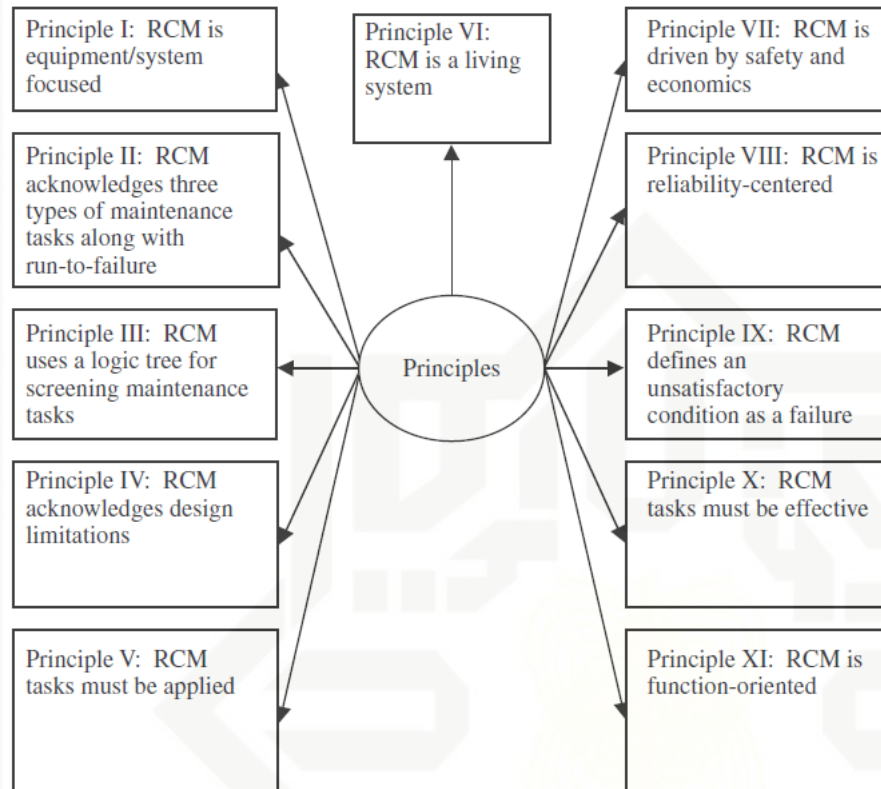 Principle I: RCM is
equipment/system
focused
Principle II: RCM
acknowledges three
types of maintenance
tasks along with
run-to-failure
Principle III: RCM
uses a logic tree for
screening maintenance
tasks
Principle IV: RCM
acknowledges design
limitations
Principle V: RCM
tasks must be applied
Principle VI:
RCM is a living
system
Principles
Principle VII: RCM is
driven by safety and
economics
Principle VIII: RCM is
reliability-centered
Principle IX: RCM
defines an
unsatisfactory
condition as a failure
Principle X: RCM
tasks must be effective
Principle XI: RCM is
function-oriented